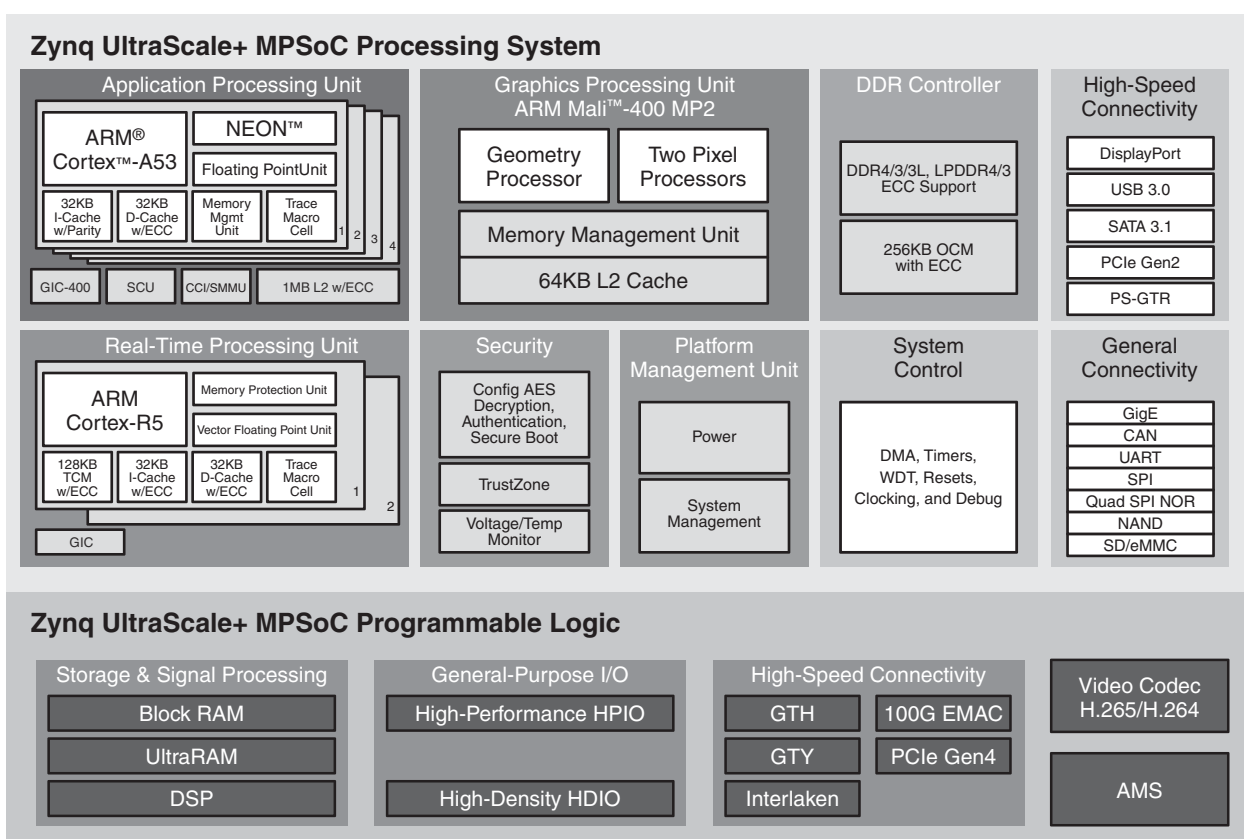 Zynq UltraScale+ MPSoC Processing System
Application Processing Unit
ARM®
Cortex™-A53
NEON™
Floating PointUnit
32KB
I-Cache
w/Parity
32KB
D-Cache
w/ECC
Memory
Mgmt
Unit
Trace
Macro
Cell
1
2
3
4
GIC-400
SCU
CCI/SMMU
1MB L2 w/ECC
Graphics Processing Unit
ARM Mali™-400 MP2
Geometry
Processor
Two Pixel
Processors
Memory Management Unit
64KB L2 Cache
DDR Controller
DDR4/3/3L, LPDDR4/3
ECC Support
256KB OCM
with ECC
High-Speed
Connectivity
DisplayPort
USB 3.0
SATA 3.1
PCIe Gen2
PS-GTR
Real-Time Processing Unit
ARM
Cortex-R5
Memory Protection Unit
Vector Floating Point Unit
128KB
TCM
w/ECC
32KB
I-Cache
w/ECC
32KB
D-Cache
w/ECC
Trace
Macro
Cell
1
2
GIC
Security
Config AES
Decryption,
Authentication,
Secure Boot
TrustZone
Voltage/Temp
Monitor
Platform
Management Unit
Power
System
Management
System
Control
DMA, Timers,
WDT, Resets,
Clocking, and Debug
General
Connectivity
GigE
CAN
UART
SPI
Quad SPI NOR
NAND
SD/eMMC
Zynq UltraScale+ MPSoC Programmable Logic
Storage & Signal Processing
Block RAM
UltraRAM
DSP
General-Purpose I/O
High-Performance HPIO
High-Density HDIO
High-Speed Connectivity
GTH
100G EMAC
GTY
PCIe Gen4
Interlaken
Video Codec
H.265/H.264
AMS